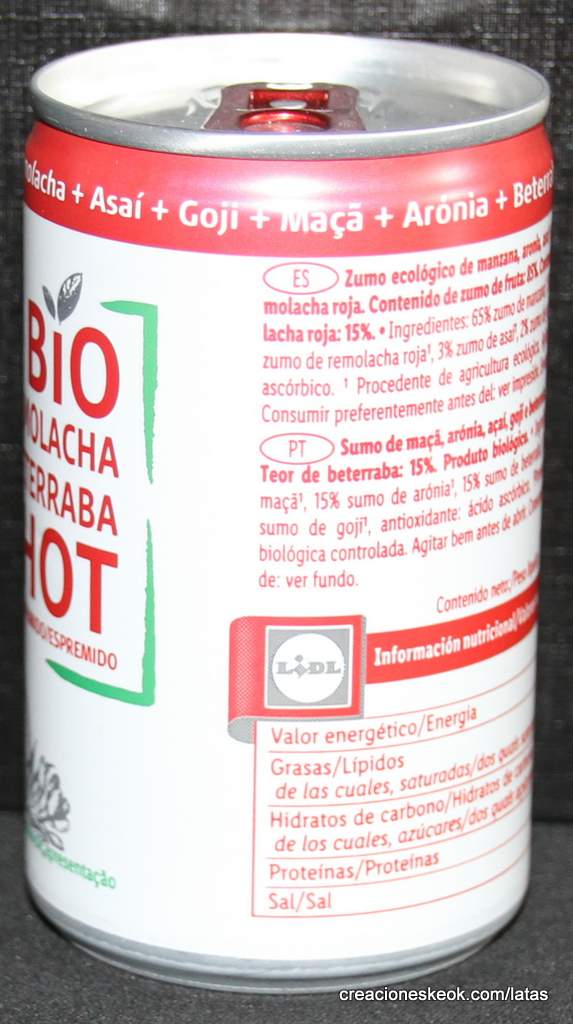 + Asaí + Goji + Maçã + Arónia +
BiO
HOT
ESPREMIDO
ES Zumo ecológico de manzana, aronia,
molacha roja. Contenido de zumo de fruta: 85%.
lacha roja: 15%. • Ingredientes: 65% zumo de
zumo de remolacha roja¹, 3% zumo de asaí¹, 2%
ascórbico. ¹ Procedente de agricultura ecológica,
Consumir preferentemente antes del: ver
PT Sumo de maçã, arónia, açaí, goji e
Teor de beterraba: 15%. Produto biológico. •
maçã¹, 15% sumo de arónia¹, 15% sumo de
sumo de goji¹, antioxidante: ácido ascórbico.
biológica controlada. Agitar bem antes de abrir.
de: ver fundo.
Contenido neto:/Peso
Información nutricional/
LIDL
Valor energético/Energia
Grasas/Lípidos
de las cuales, saturadas/dos quais
Hidratos de carbono/Hidratos de
de los cuales, azúcares/dos quais
Proteínas/Proteínas
Sal/Sal
apresentação
creacioneskeok.com/latas